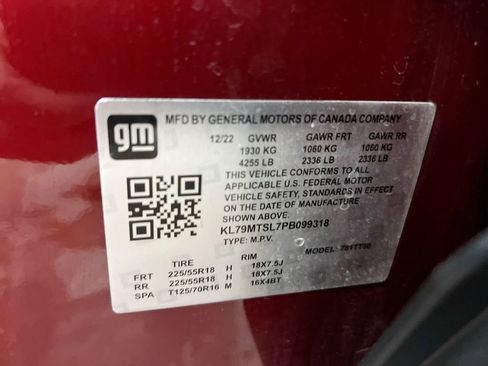 gm
MFD BY GENERAL MOTORS OF CANADA COMPANY
12/22 GVWR GAWR FRT GAWR RR
1930 KG 1060 KG 1060 KG
4255 LB 2336 LB 2336 LB
THIS VEHICLE CONFORMS TO ALL
APPLICABLE U.S. FEDERAL MOTOR
VEHICLE SAFETY STANDARDS IN EFFECT
ON THE DATE OF MANUFACTURE
SHOWN ABOVE.
KL79MTSL7PB099318
TYPE: M.P.V. MODEL:
TIRE RIM
FRT 225/55R18 H 18X7.5J
RR 225/55R18 H 18X7.5J
SPA T125/70R16 M 16X4BT